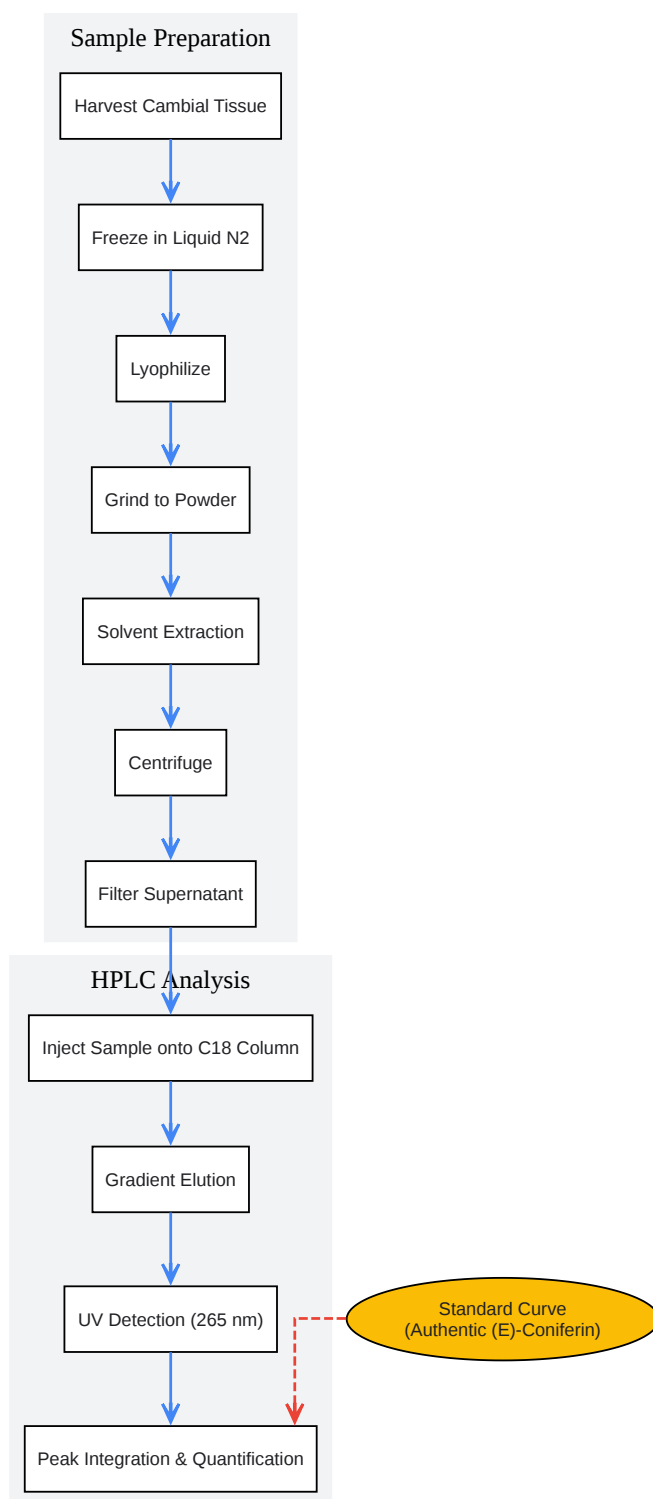 Sample Preparation
Harvest Cambial Tissue
Freeze in Liquid N2
Lyophilize
Grind to Powder
Solvent Extraction
Centrifuge
Filter Supernatant
HPLC Analysis
Inject Sample onto C18 Column
Gradient Elution
UV Detection (265 nm)
Standard Curve
(Authentic (E)-Coniferin)
Peak Integration & Quantification